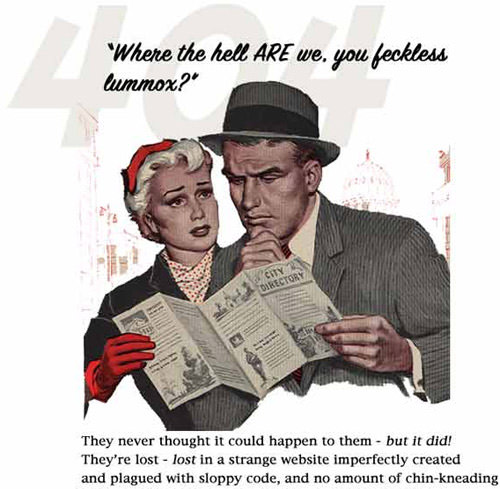 404
"Where the hell ARE we, you feckless
lummox?"
CITY
DIRECTORY
They never thought it could happen to them - but it did!
They're lost - lost in a strange website imperfectly created
and plagued with sloppy code, and no amount of chin-kneading